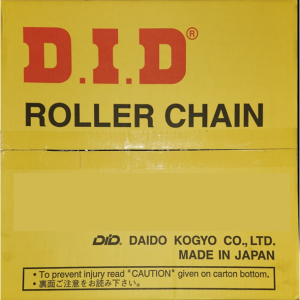 D.I.D®
ROLLER CHAIN
DID. DAIDO KOGYO CO., LTD.
MADE IN JAPAN
• To prevent injury read "CAUTION" given on carton bottom.
• 裏面ご注意をお読み下さい。